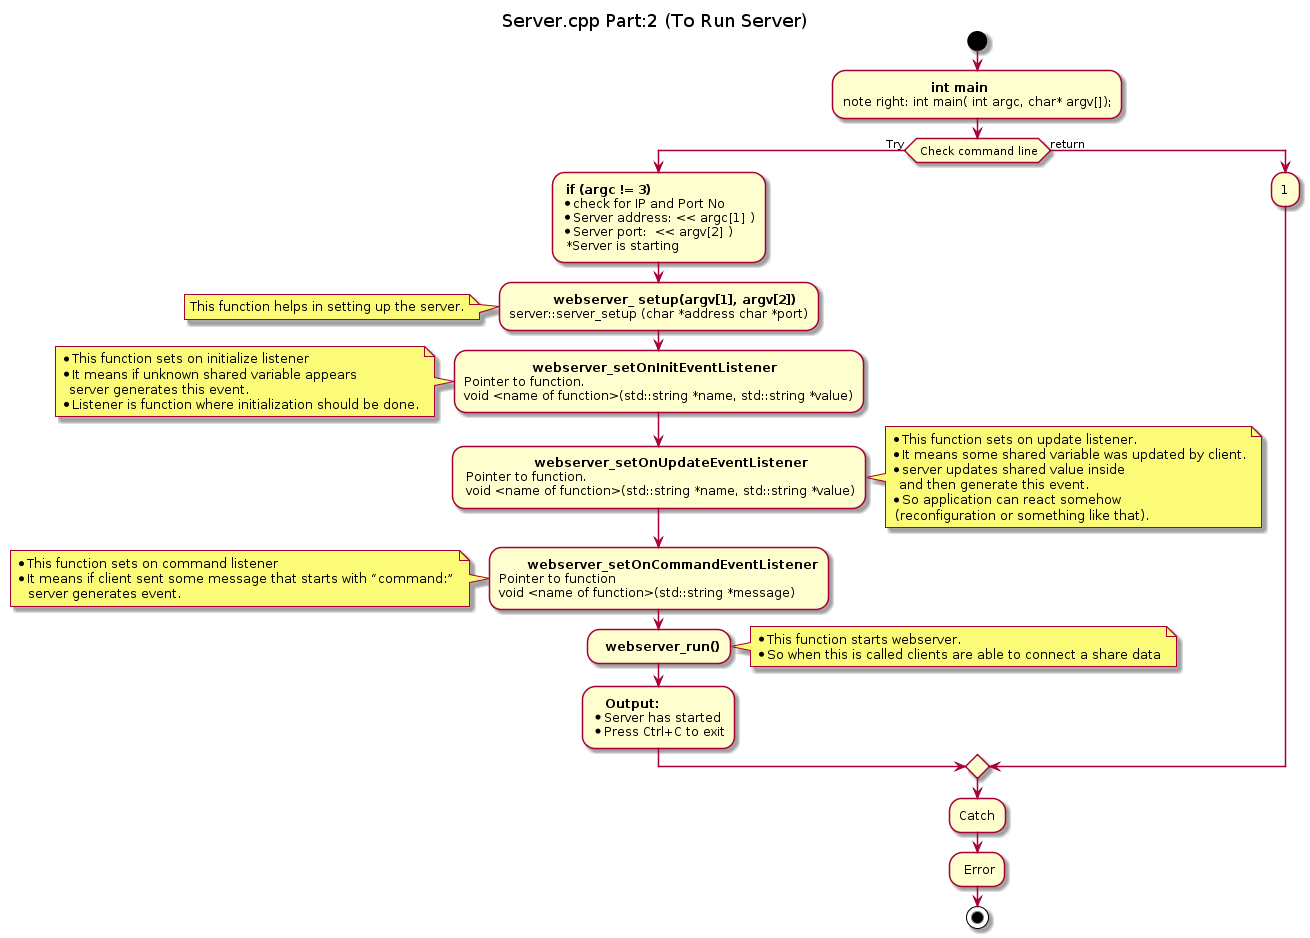 Server.cpp Part:2 (To Run Server)
int main
note right: int main( int argc, char* argv[]);
Try
Check command line
return
if (argc != 3)
•check for IP and Port No
•Server address: << argc[1] )
•Server port:  << argv[2] )
*Server is starting
1
webserver_ setup(argv[1], argv[2])
server::server_setup (char *address char *port)
This function helps in setting up the server.
webserver_setOnInitEventListener
Pointer to function.
void <name of function>(std::string *name, std::string *value)
•This function sets on initialize listener
•It means if unknown shared variable appears
server generates this event.
•Listener is function where initialization should be done.
webserver_setOnUpdateEventListener
Pointer to function.
void <name of function>(std::string *name, std::string *value)
•This function sets on update listener.
•It means some shared variable was updated by client.
•server updates shared value inside
and then generate this event.
•So application can react somehow
(reconfiguration or something like that).
webserver_setOnCommandEventListener
Pointer to function
void <name of function>(std::string *message)
•This function sets on command listener
•It means if client sent some message that starts with “command:”
server generates event.
webserver_run()
•This function starts webserver.
•So when this is called clients are able to connect a share data
Output:
•Server has started
•Press Ctrl+C to exit
Catch
Error